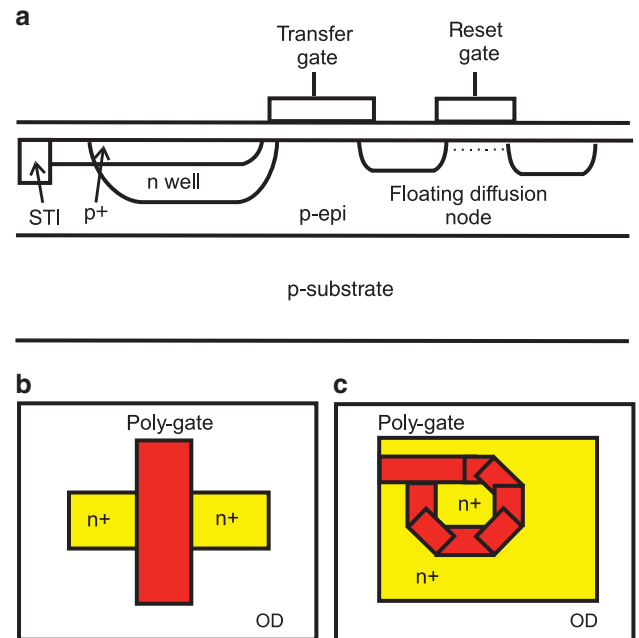 a
Transfer
gate
Reset
gate
n well
STI
p+
p-epi
Floating diffusion
node
p-substrate
b
Poly-gate
n+
n+
OD
c
Poly-gate
n+
n+
OD